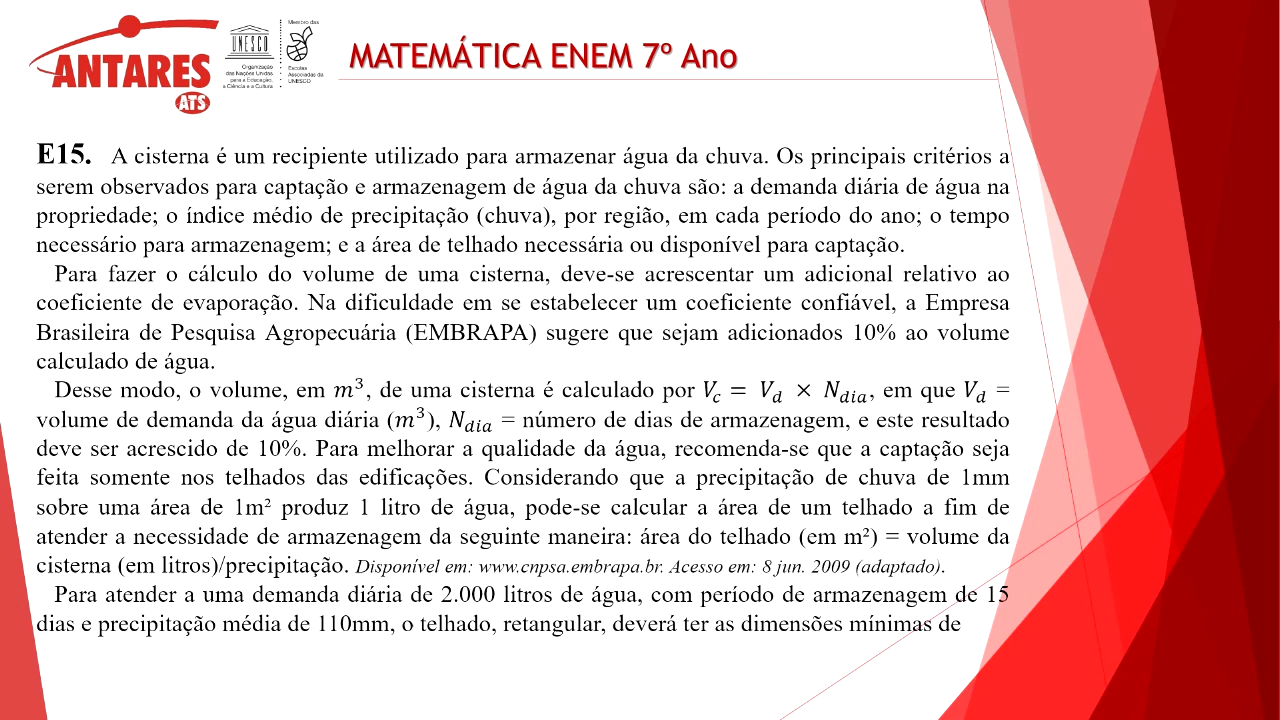 ANTARES
ATS
UNESCO
Organização
das Nações Unidas
para a Educação,
a Ciência e a Cultura
Membro das
Escolas
Associadas da
UNESCO
MATEMÁTICA ENEM 7º Ano
E15. A cisterna é um recipiente utilizado para armazenar água da chuva. Os principais critérios a
serem observados para captação e armazenagem de água da chuva são: a demanda diária de água na
propriedade; o índice médio de precipitação (chuva), por região, em cada período do ano; o tempo
necessário para armazenagem; e a área de telhado necessária ou disponível para captação.
Para fazer o cálculo do volume de uma cisterna, deve-se acrescentar um adicional relativo ao
coeficiente de evaporação. Na dificuldade em se estabelecer um coeficiente confiável, a Empresa
Brasileira de Pesquisa Agropecuária (EMBRAPA) sugere que sejam adicionados 10% ao volume
calculado de água.
Desse modo, o volume, em m³, de uma cisterna é calculado por V_c = V_d × N_dia, em que V_d =
volume de demanda da água diária (m³), N_dia = número de dias de armazenagem, e este resultado
deve ser acrescido de 10%. Para melhorar a qualidade da água, recomenda-se que a captação seja
feita somente nos telhados das edificações. Considerando que a precipitação de chuva de 1mm
sobre uma área de 1m² produz 1 litro de água, pode-se calcular a área de um telhado a fim de
atender a necessidade de armazenagem da seguinte maneira: área do telhado (em m²) = volume da
cisterna (em litros)/precipitação. Disponível em: www.cnpsa.embrapa.br. Acesso em: 8 jun. 2009 (adaptado).
Para atender a uma demanda diária de 2.000 litros de água, com período de armazenagem de 15
dias e precipitação média de 110mm, o telhado, retangular, deverá ter as dimensões mínimas de